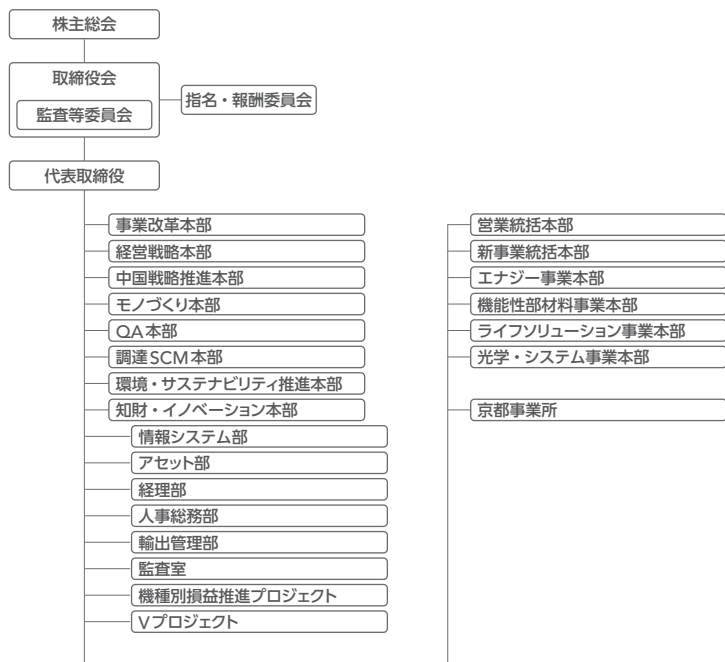 株主総会
取締役会
監査等委員会
指名・報酬委員会
代表取締役
事業改革本部
経営戦略本部
中国戦略推進本部
モノづくり本部
QA本部
調達SCM本部
環境・サステナビリティ推進本部
知財・イノベーション本部
情報システム部
アセット部
経理部
人事総務部
輸出管理部
監査室
機種別損益推進プロジェクト
Vプロジェクト
営業統括本部
新事業統括本部
エナジー事業本部
機能性部材料事業本部
ライフソリューション事業本部
光学・システム事業本部
京都事業所